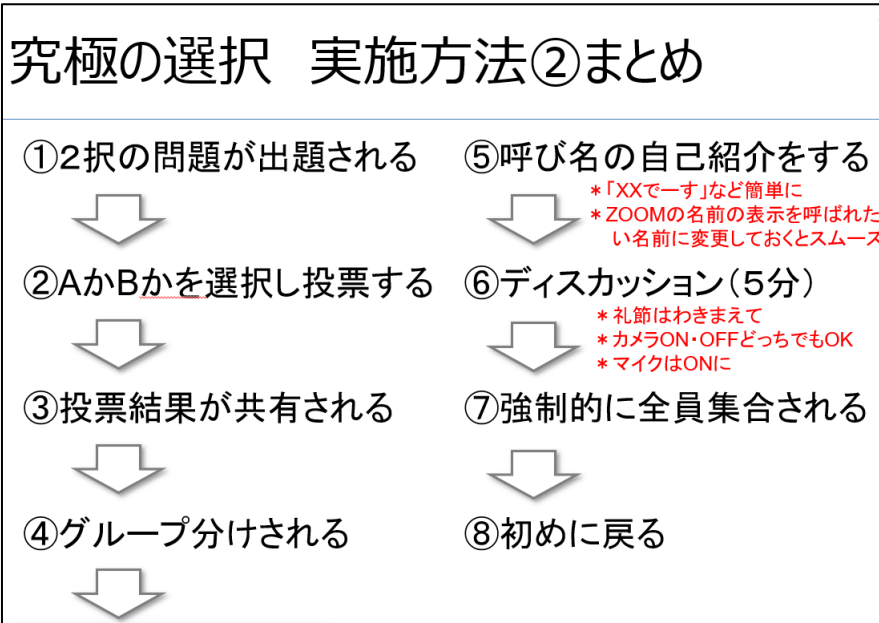 究極の選択　実施方法②まとめ
①２択の問題が出題される
②AかBかを選択し投票する
③投票結果が共有される
④グループ分けされる
⑤呼び名の自己紹介をする
＊「XXでーす」など簡単に
＊ZOOMの名前の表示を呼ばれた
い名前に変更しておくとスムーズ
⑥ディスカッション（５分）
＊礼節はわきまえて
＊カメラON・OFFどっちでもOK
＊マイクはONに
⑦強制的に全員集合される
⑧初めに戻る